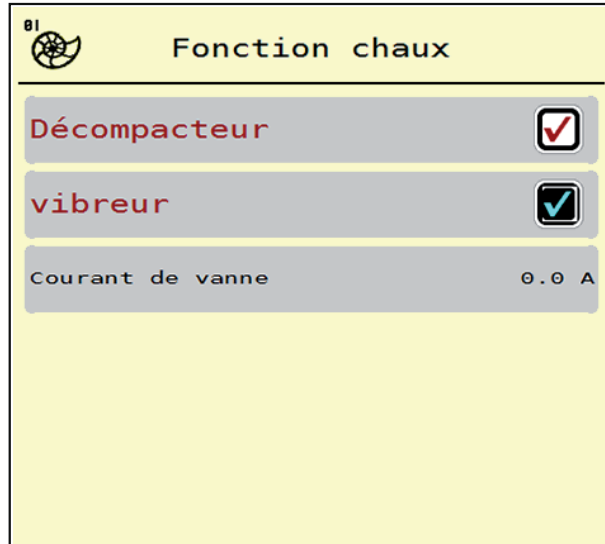 01
Fonction chaux
Décompacteur
vibreur
Courant de vanne 0.0 A